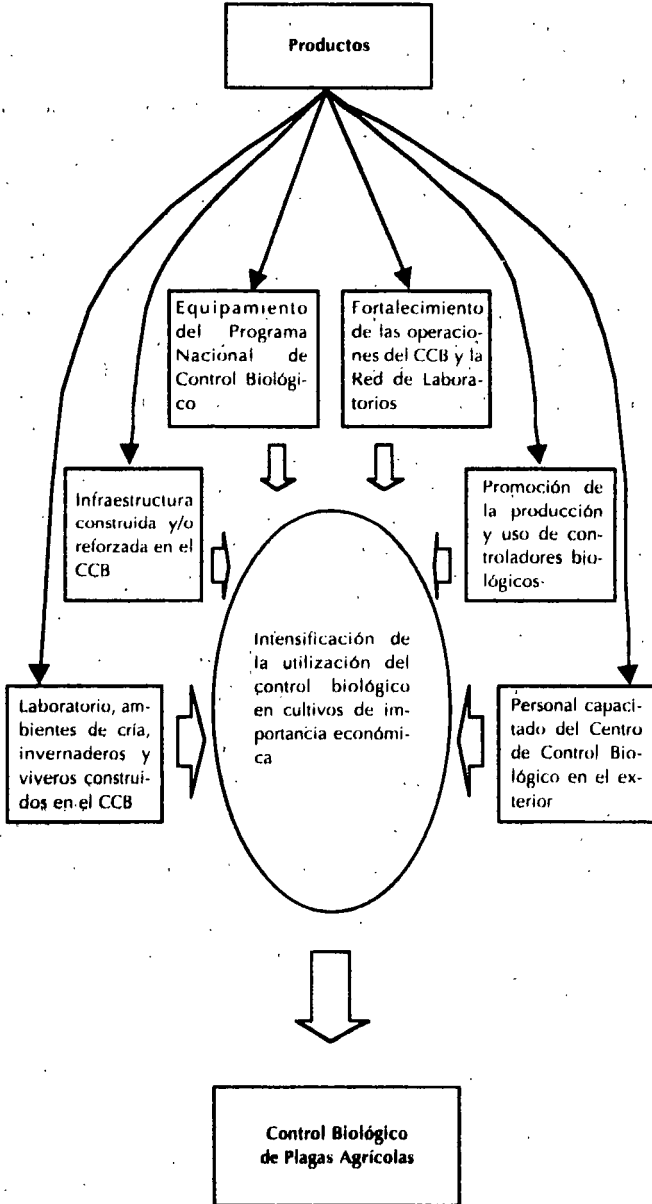 Productos
Equipamiento
del Programa
Nacional de
Control Biológi-
co
Fortalecimiento
de las operacio-
nes del CCB y la
Red de Labora-
torios
Infraestructura
construida y/o
reforzada en el
CCB
Promoción de
la producción
y uso de con-
troladores bio-
lógicos
Intensificación de
la utilización del
control biológico
en cultivos de im-
portancia económi-
ca
Laboratorio, am-
bientes de cría,
invernaderos y
viveros construi-
dos en el CCB
Personal capaci-
tado del Centro
de Control Bio-
lógico en el ex-
terior
Control Biológico
de Plagas Agrícolas